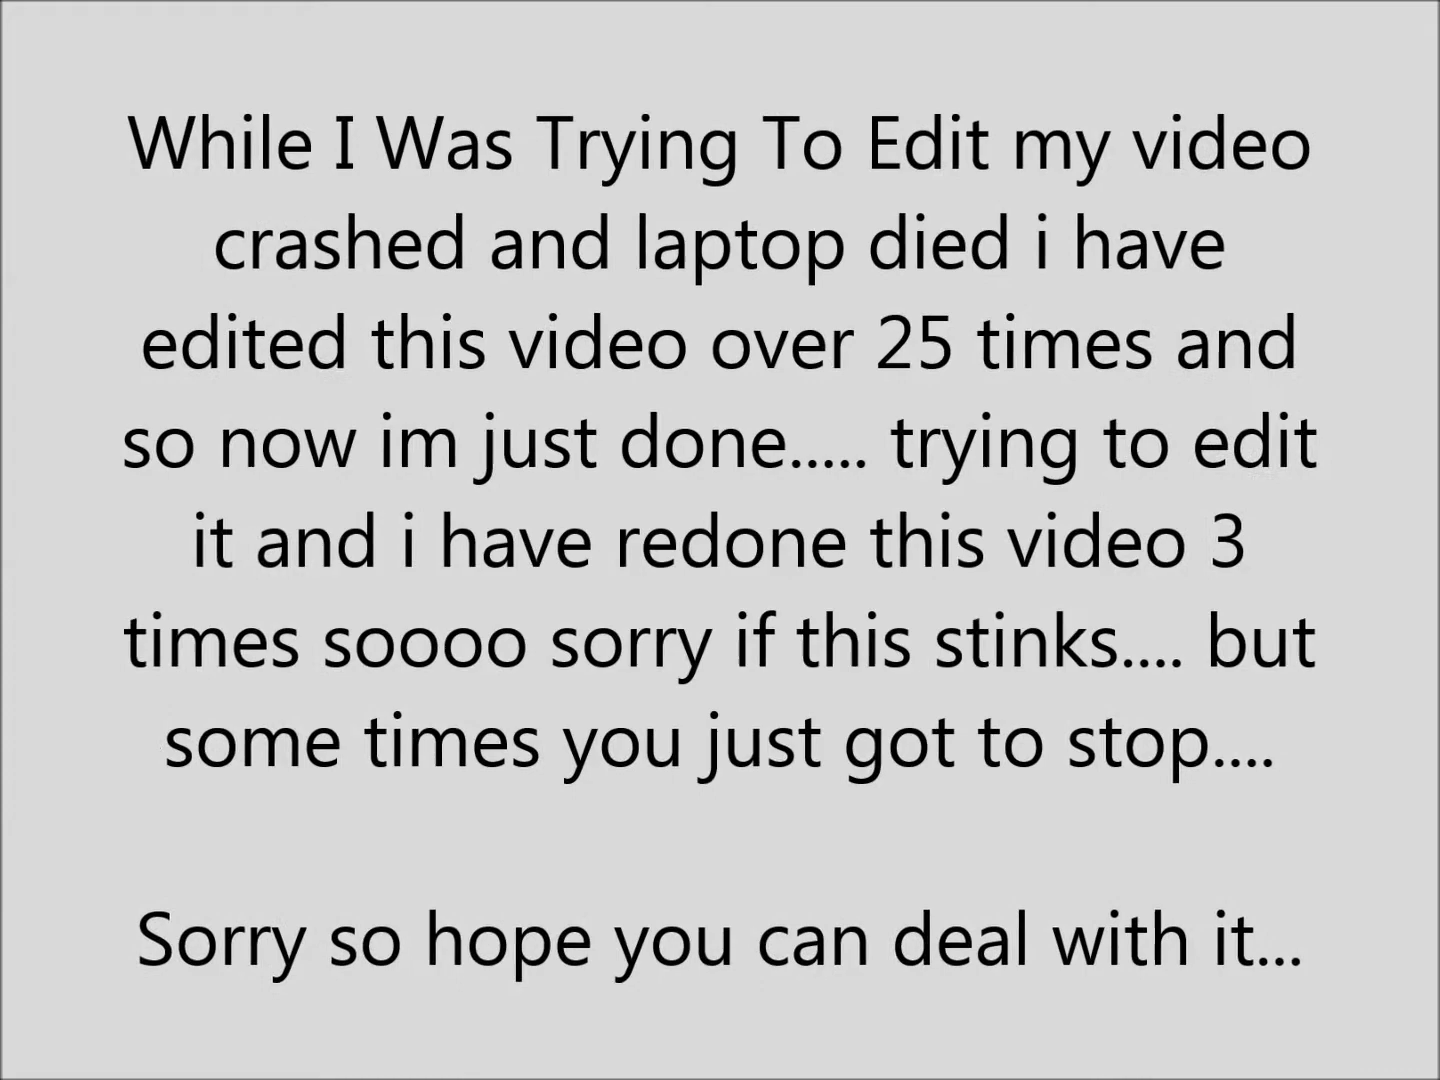 While I Was Trying To Edit my video
crashed and laptop died i have
edited this video over 25 times and
so now im just done..... trying to edit
it and i have redone this video 3
times soooo sorry if this stinks.... but
some times you just got to stop....
Sorry so hope you can deal with it...